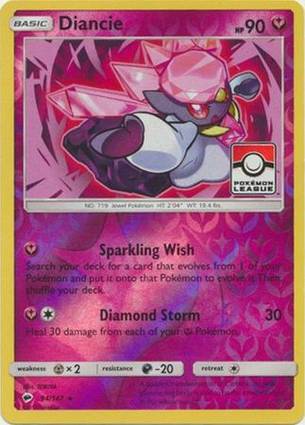 BASIC
Diancie
HP 90
POKÉMON
LEAGUE
NO. 719 Jewel Pokémon HT: 2'04" WT: 19.4 lbs.
Sparkling Wish
Search your deck for a card that evolves from 1 of your
Pokémon and put it onto that Pokémon to evolve it. Then,
shuffle your deck.
Diamond Storm 30
Heal 30 damage from each of your Pokémon.
weakness ×2 resistance -20 retreat
94/147